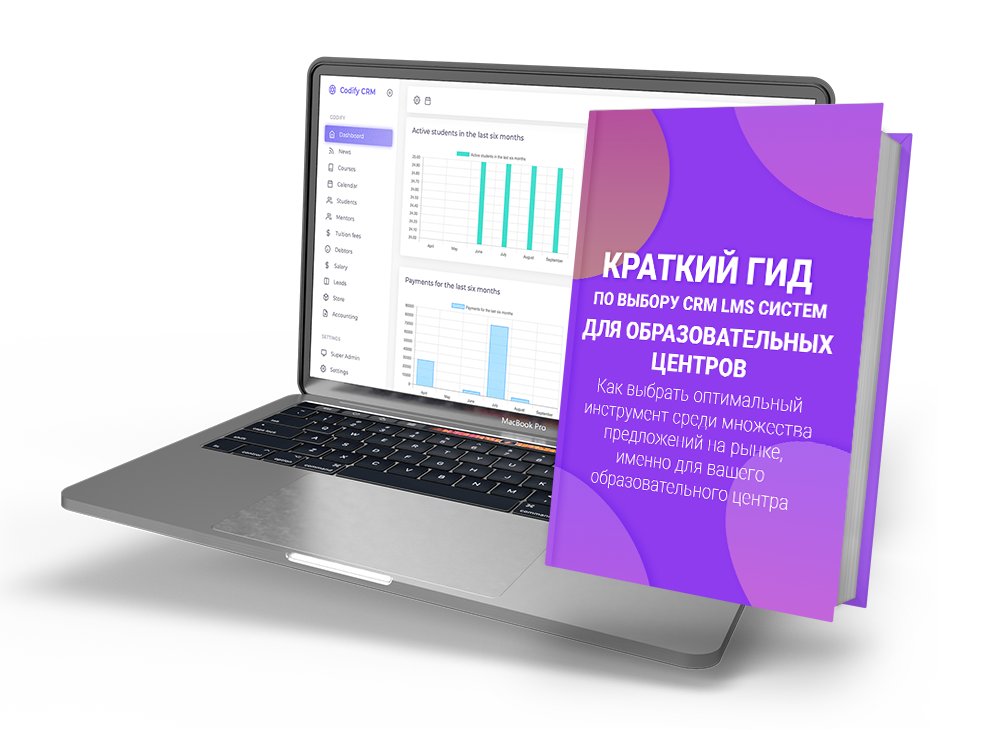 Codify CRM
CODIFY
Dashboard
News
Courses
Calendar
Students
Mentors
Tuition fees
Debtors
Salary
Leads
Store
Accounting
SETTINGS
Super Admin
Settings
Active students in the last six months
Active students in the last six months
April May June July August September
Payments for the last six months
Payments for the last six months
April May June July August September
MacBook Pro
КРАТКИЙ ГИД
ПО ВЫБОРУ CRM LMS СИСТЕМ
ДЛЯ ОБРАЗОВАТЕЛЬНЫХ
ЦЕНТРОВ
Как выбрать оптимальный
инструмент среди множества
предложений на рынке,
именно для вашего
образовательного центра